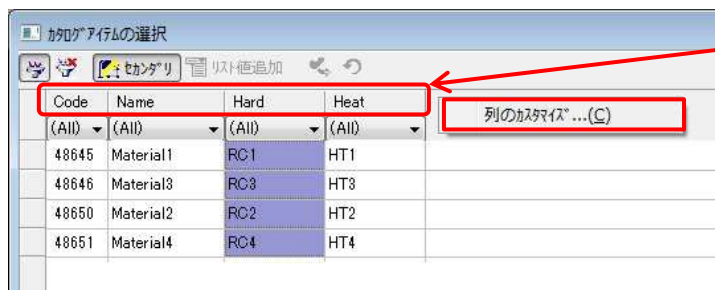 ｶﾀﾛｸﾞｱｲﾃﾑの選択
ｾｶﾝﾀﾞﾘ ﾘｽﾄ値追加
Code Name Hard Heat
(All) (All) (All) (All)
列のｶｽﾀﾏｲｽﾞ...(C)
48645 Material1 RC1 HT1
48646 Material3 RC3 HT3
48650 Material2 RC2 HT2
48651 Material4 RC4 HT4